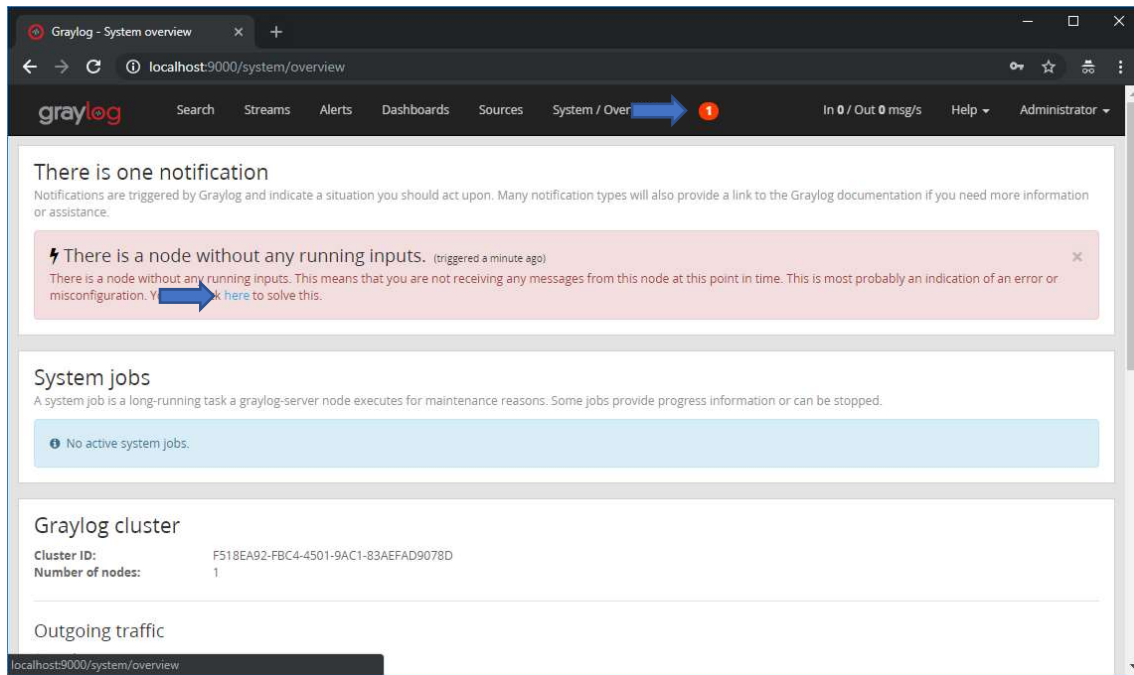 Graylog - System overview
localhost:9000/system/overview
graylog Search Streams Alerts Dashboards Sources System / Over 1 In 0 / Out 0 msg/s Help Administrator
There is one notification
Notifications are triggered by Graylog and indicate a situation you should act upon. Many notification types will also provide a link to the Graylog documentation if you need more information
or assistance.
There is a node without any running inputs. (triggered a minute ago)
There is a node without any running inputs. This means that you are not receiving any messages from this node at this point in time. This is most probably an indication of an error or
misconfiguration. here to solve this.
System jobs
A system job is a long-running task a graylog-server node executes for maintenance reasons. Some jobs provide progress information or can be stopped.
No active system jobs.
Graylog cluster
Cluster ID: F518EA92-FBC4-4501-9AC1-83AEFAD9078D
Number of nodes: 1
Outgoing traffic
localhost:9000/system/overview